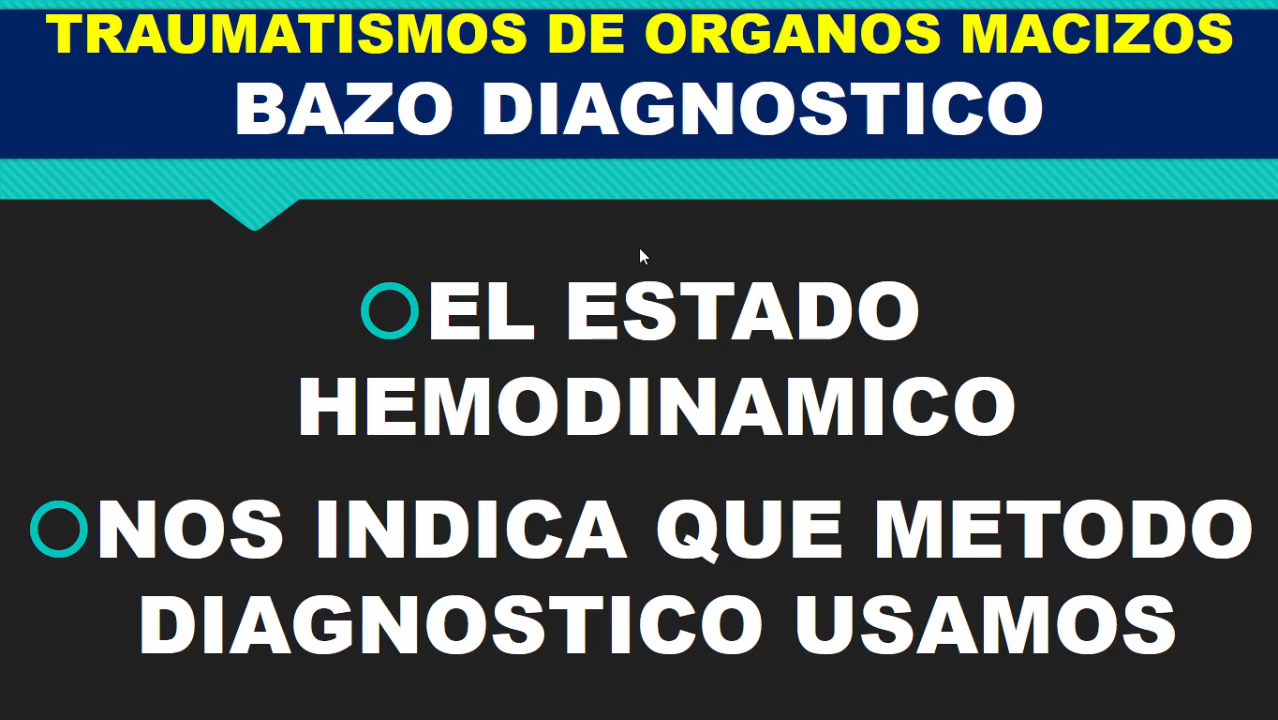 TRAUMATISMOS DE ORGANOS MACIZOS
BAZO DIAGNOSTICO
EL ESTADO
HEMODINAMICO
NOS INDICA QUE METODO
DIAGNOSTICO USAMOS